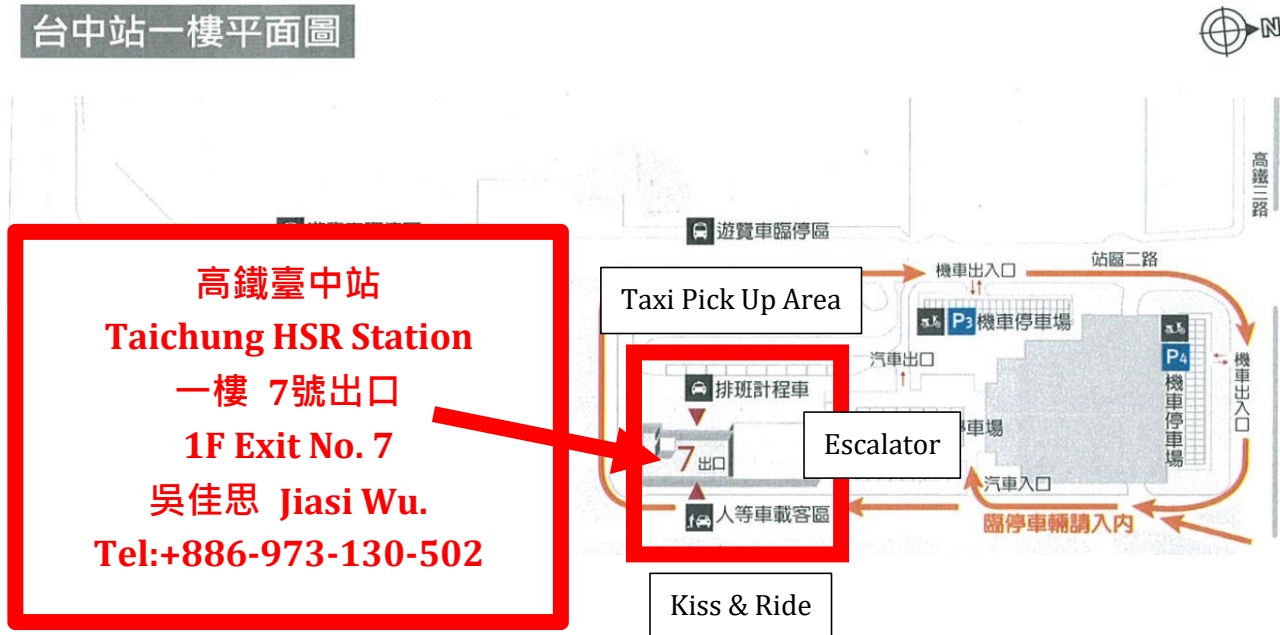 台中站一樓平面圖
N
高鐵三路
遊覽車臨停區
站區二路
機車出入口
高鐵臺中站
Taichung HSR Station
一樓 7號出口
1F Exit No. 7
吳佳思 Jiasi Wu.
Tel:+886-973-130-502
Taxi Pick Up Area
P3 機車停車場
P4
機車停車場
機車出入口
汽車出口
排班計程車
Escalator
車場
7 出口
汽車入口
人等車載客區
臨停車輛請入內
Kiss & Ride